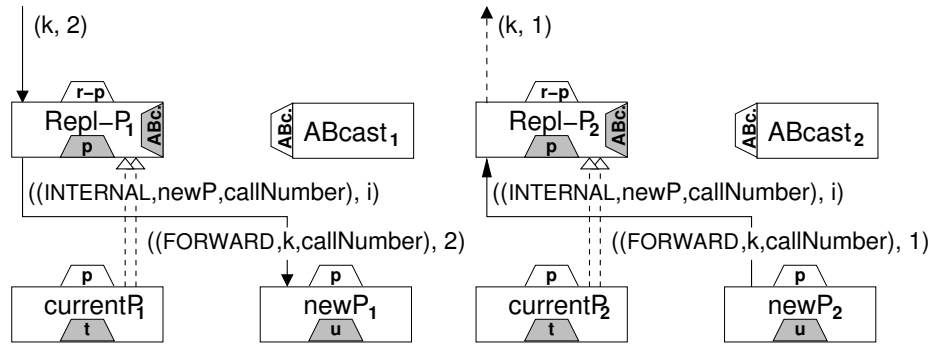 (k, 2) (k, 1)
r–p r–p
Repl–P1 ABc. ABc. ABcast1 Repl–P2 ABc. ABc. ABcast2
p p
((INTERNAL,newP,callNumber), i) ((INTERNAL,newP,callNumber), i)
((FORWARD,k,callNumber), 2) ((FORWARD,k,callNumber), 1)
p p p p
currentP1 newP1 currentP2 newP2
t u t u